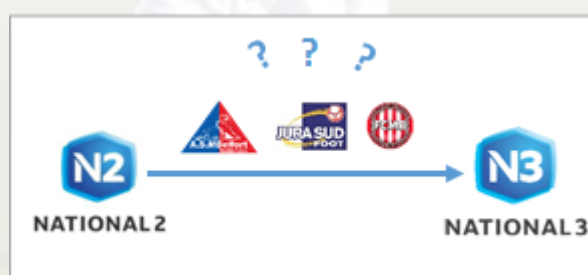 ? ? ?
A.S.M Belfort
JURA SUD
FOOT
N2
N3
NATIONAL 2
NATIONAL 3